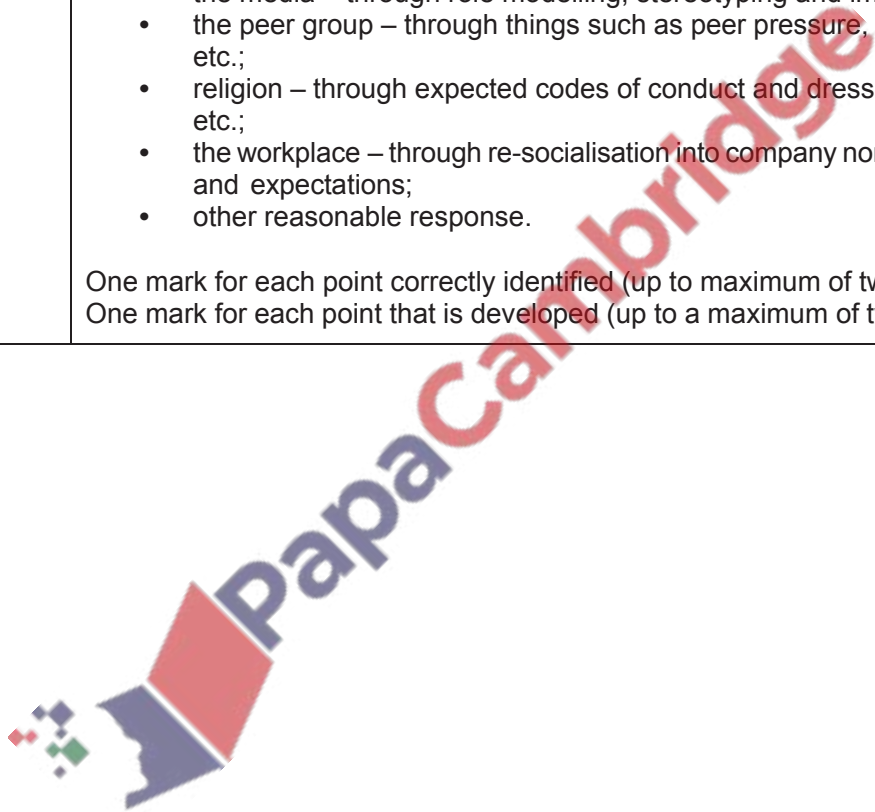 the media – through role modelling, stereotyping and
• the peer group – through things such as peer pressure,
etc.;
• religion – through expected codes of conduct and dress
etc.;
• the workplace – through re-socialisation into company
and expectations;
• other reasonable response.
One mark for each point correctly identified (up to maximum of
One mark for each point that is developed (up to a maximum of
PapaCambridge